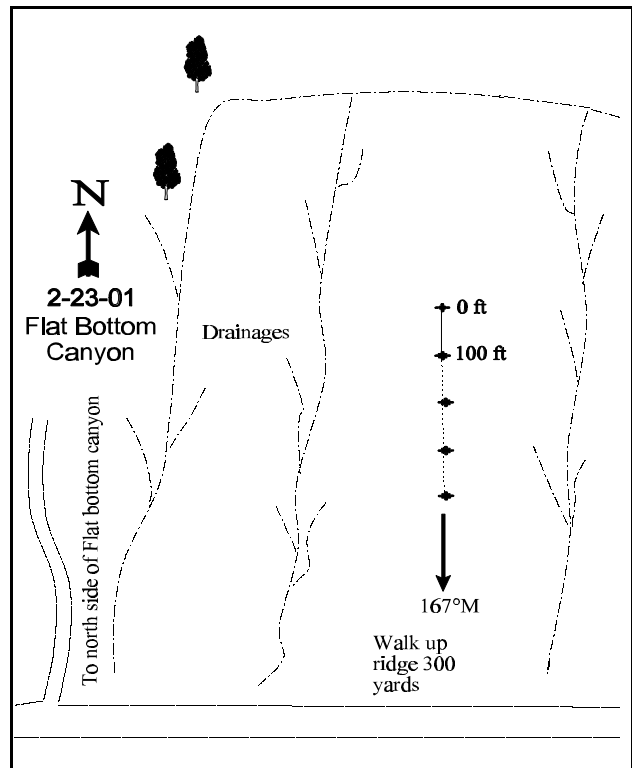 N
2-23-01
Flat Bottom
Canyon
Drainages
0 ft
100 ft
To north side of Flat bottom canyon
167°M
Walk up
ridge 300
yards